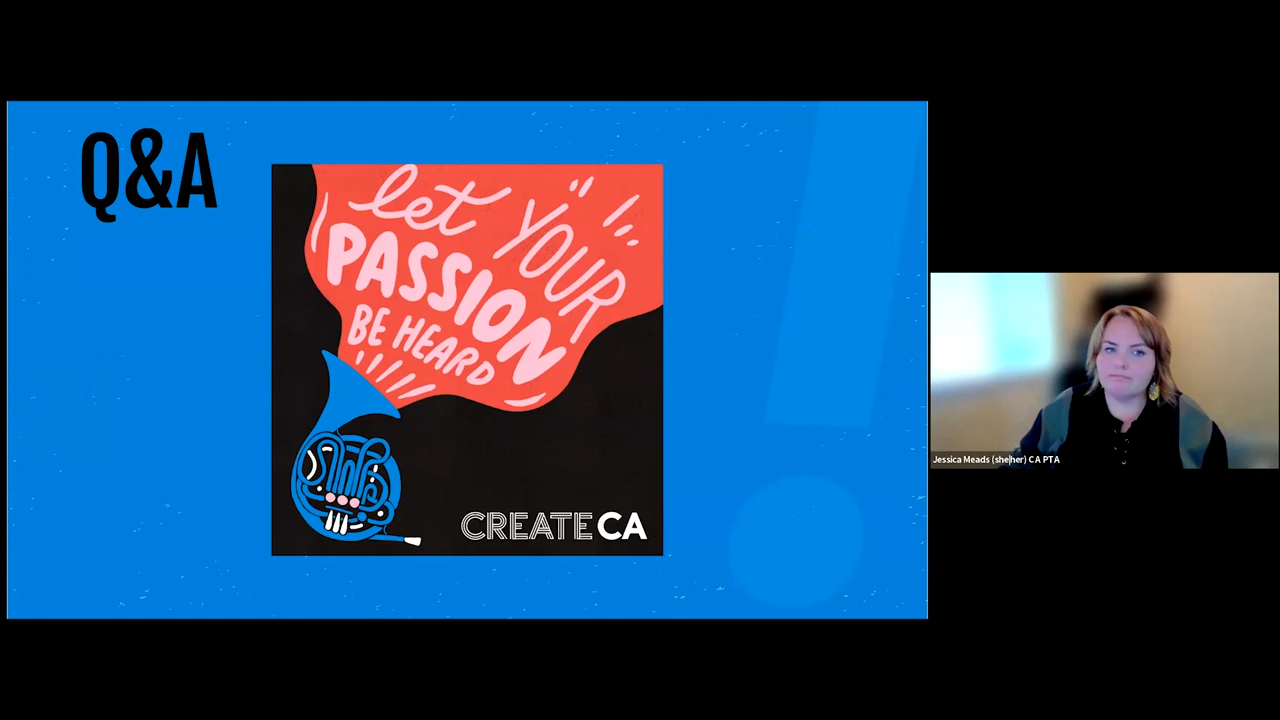 Q&A
let YOUR
PASSION
BE HEARD
CREATE CA
Jessica Meads (she|her) CA PTA